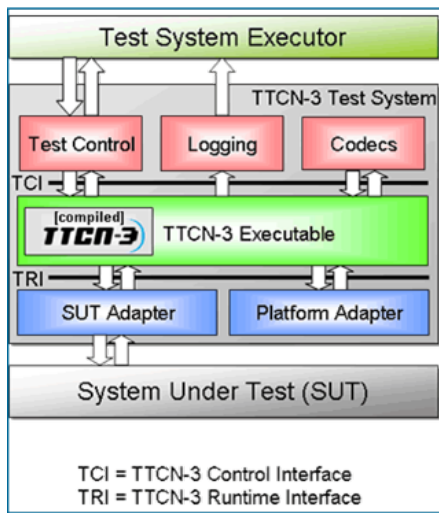 Test System Executor
TTCN-3 Test System
Test Control
Logging
Codecs
TCI
[compiled]
TTCN-3
TTCN-3 Executable
TRI
SUT Adapter
Platform Adapter
System Under Test (SUT)
TCI = TTCN-3 Control Interface
TRI = TTCN-3 Runtime Interface